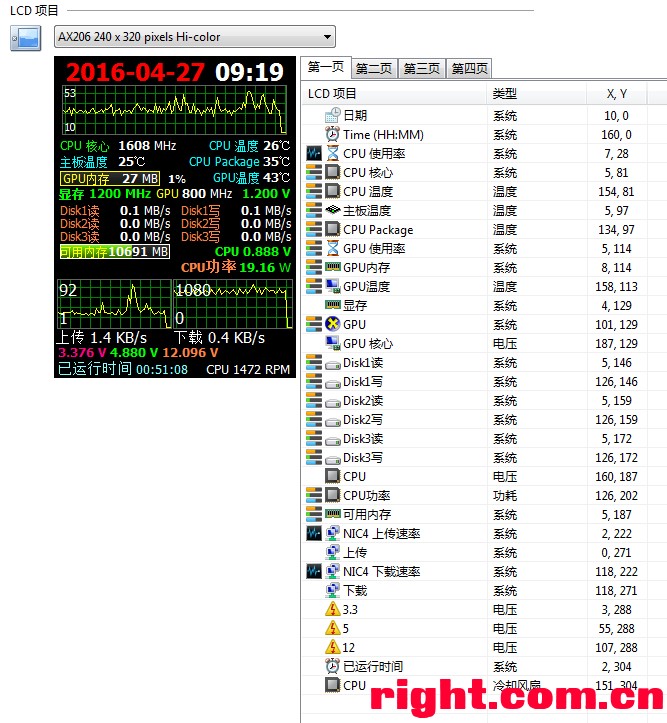 LCD 项目
AX206 240 x 320 pixels Hi-color
2016-04-27 09:19
53
10
CPU 核心 1608 MHz CPU 温度 26℃
主板温度 25℃ CPU Package 35℃
GPU内存 27 MB 1% GPU温度 43℃
显存 1200 MHz GPU 800 MHz 1.200 V
Disk1读 0.1 MB/s Disk1写 0.1 MB/s
Disk2读 0.0 MB/s Disk2写 0.0 MB/s
Disk3读 0.0 MB/s Disk3写 0.0 MB/s
可用内存 10691 MB CPU 0.888 V
CPU功率 19.16 W
92 1080
1 0
上传 1.4 KB/s 下载 0.4 KB/s
3.376 V 4.880 V 12.096 V
已运行时间 00:51:08 CPU 1472 RPM
第一页 第二页 第三页 第四页
LCD 项目 类型 X, Y
日期 系统 10, 0
Time (HH:MM) 系统 160, 0
CPU 使用率 系统 7, 28
CPU 核心 系统 5, 81
CPU 温度 温度 154, 81
主板温度 温度 5, 97
CPU Package 温度 134, 97
GPU 使用率 系统 5, 114
GPU内存 系统 8, 114
GPU温度 温度 158, 113
显存 系统 4, 129
GPU 系统 101, 129
GPU 核心 电压 187, 129
Disk1读 系统 5, 146
Disk1写 系统 126, 146
Disk2读 系统 5, 159
Disk2写 系统 126, 159
Disk3读 系统 5, 172
Disk3写 系统 126, 172
CPU 电压 160, 187
CPU功率 功耗 126, 202
可用内存 系统 5, 187
NIC4 上传速率 系统 2, 222
上传 系统 0, 271
NIC4 下载速率 系统 118, 222
下载 系统 118, 271
3.3 电压 3, 288
5 电压 55, 288
12 电压 107, 288
已运行时间 系统 2, 304
CPU 冷却风扇 151, 304
right.com.cn